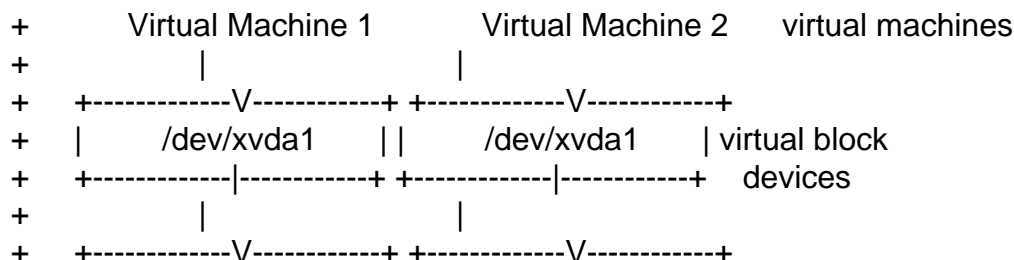 +             Virtual Machine 1             Virtual Machine 2      virtual machines
+                      |                               |
+      +-------------V------------+ +-------------V------------+
+      |          /dev/xvda1        | |          /dev/xvda1        | virtual block
+      +-------------|------------+ +-------------|-----------+    devices
+                      |                               |
+      +-------------V------------+ +-------------V------------+